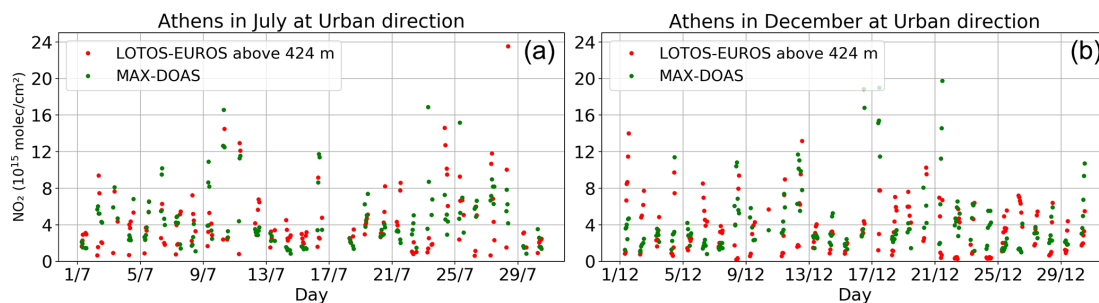 Athens in July at Urban direction
NO₂ (10¹⁵ molec/cm²)
24
20
16
12
8
4
0
LOTOS-EUROS above 424 m
MAX-DOAS
(a)
1/7 5/7 9/7 13/7 17/7 21/7 25/7 29/7
Day
Athens in December at Urban direction
24
20
16
12
8
4
0
LOTOS-EUROS above 424 m
MAX-DOAS
(b)
1/12 5/12 9/12 13/12 17/12 21/12 25/12 29/12
Day